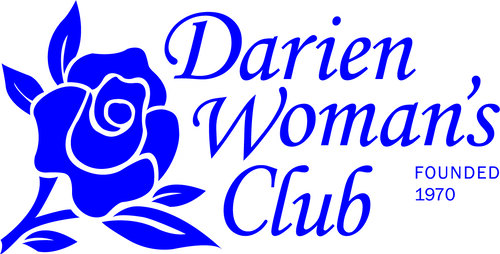 Darien
Woman's
Club
FOUNDED
1970